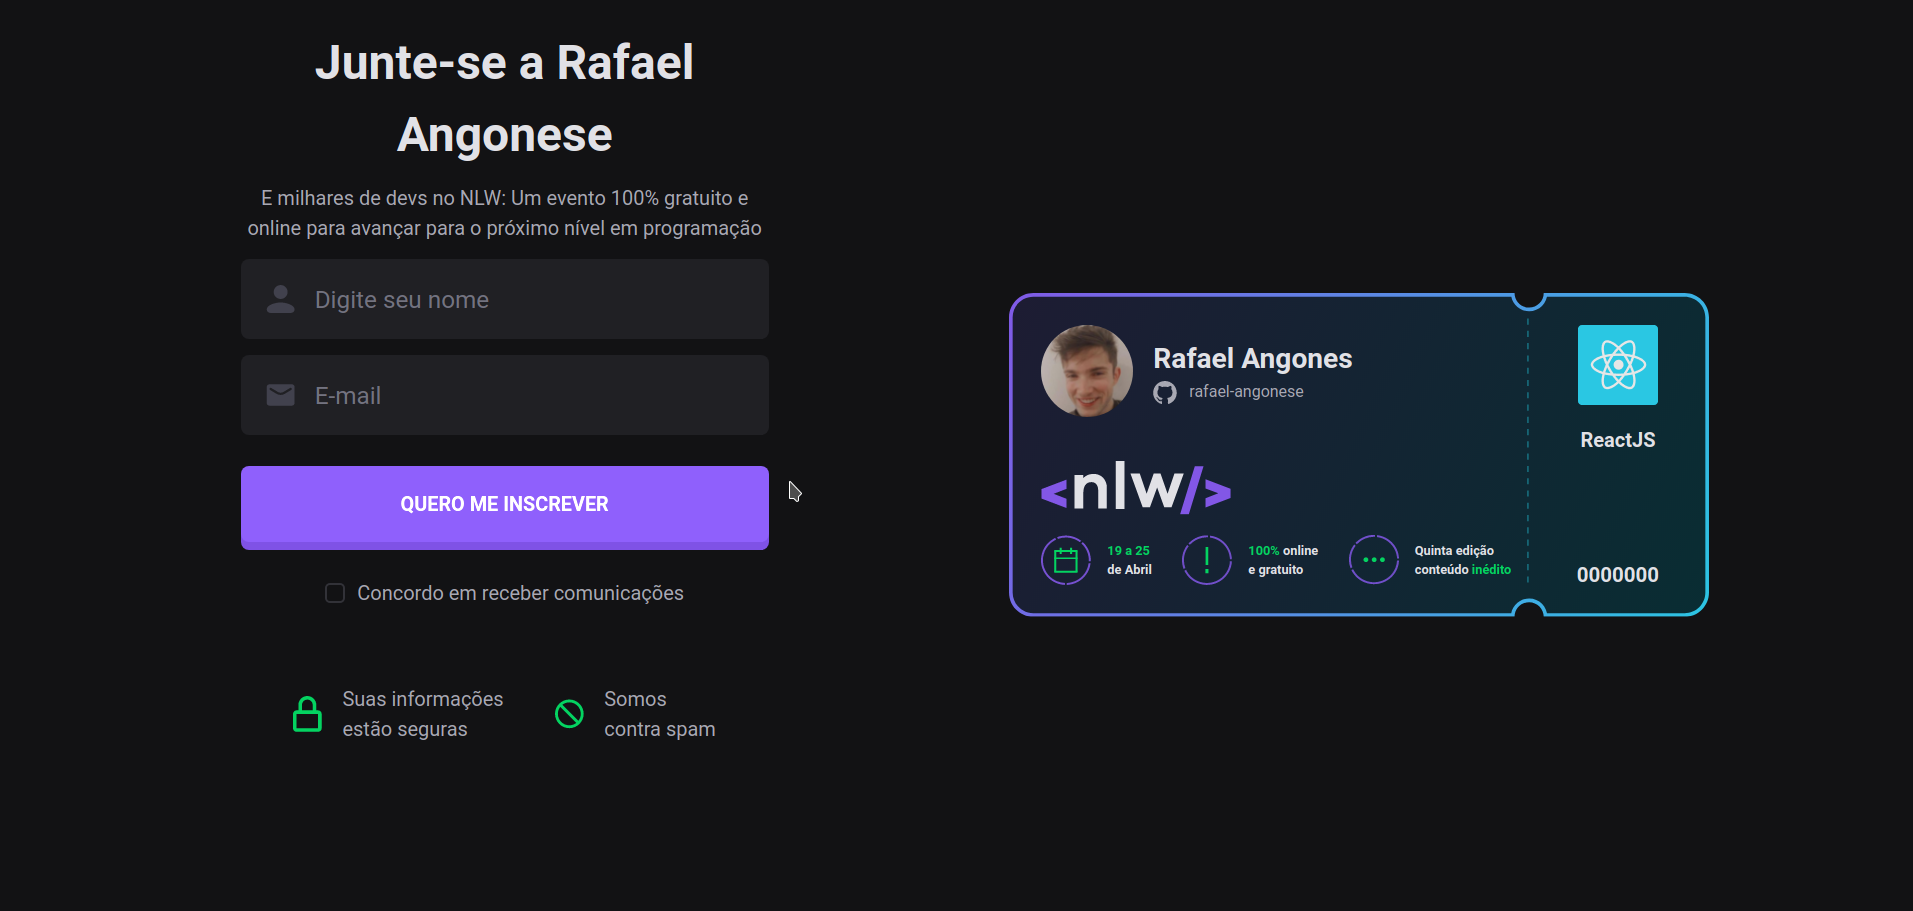 Junte-se a Rafael
Angonese
E milhares de devs no NLW: Um evento 100% gratuito e
online para avançar para o próximo nível em programação
Digite seu nome
E-mail
QUERO ME INSCREVER
Concordo em receber comunicações
Suas informações
estão seguras
Somos
contra spam
Rafael Angones
rafael-angonese
<nlw/>
19 a 25
de Abril
100% online
e gratuito
Quinta edição
conteúdo inédito
ReactJS
0000000